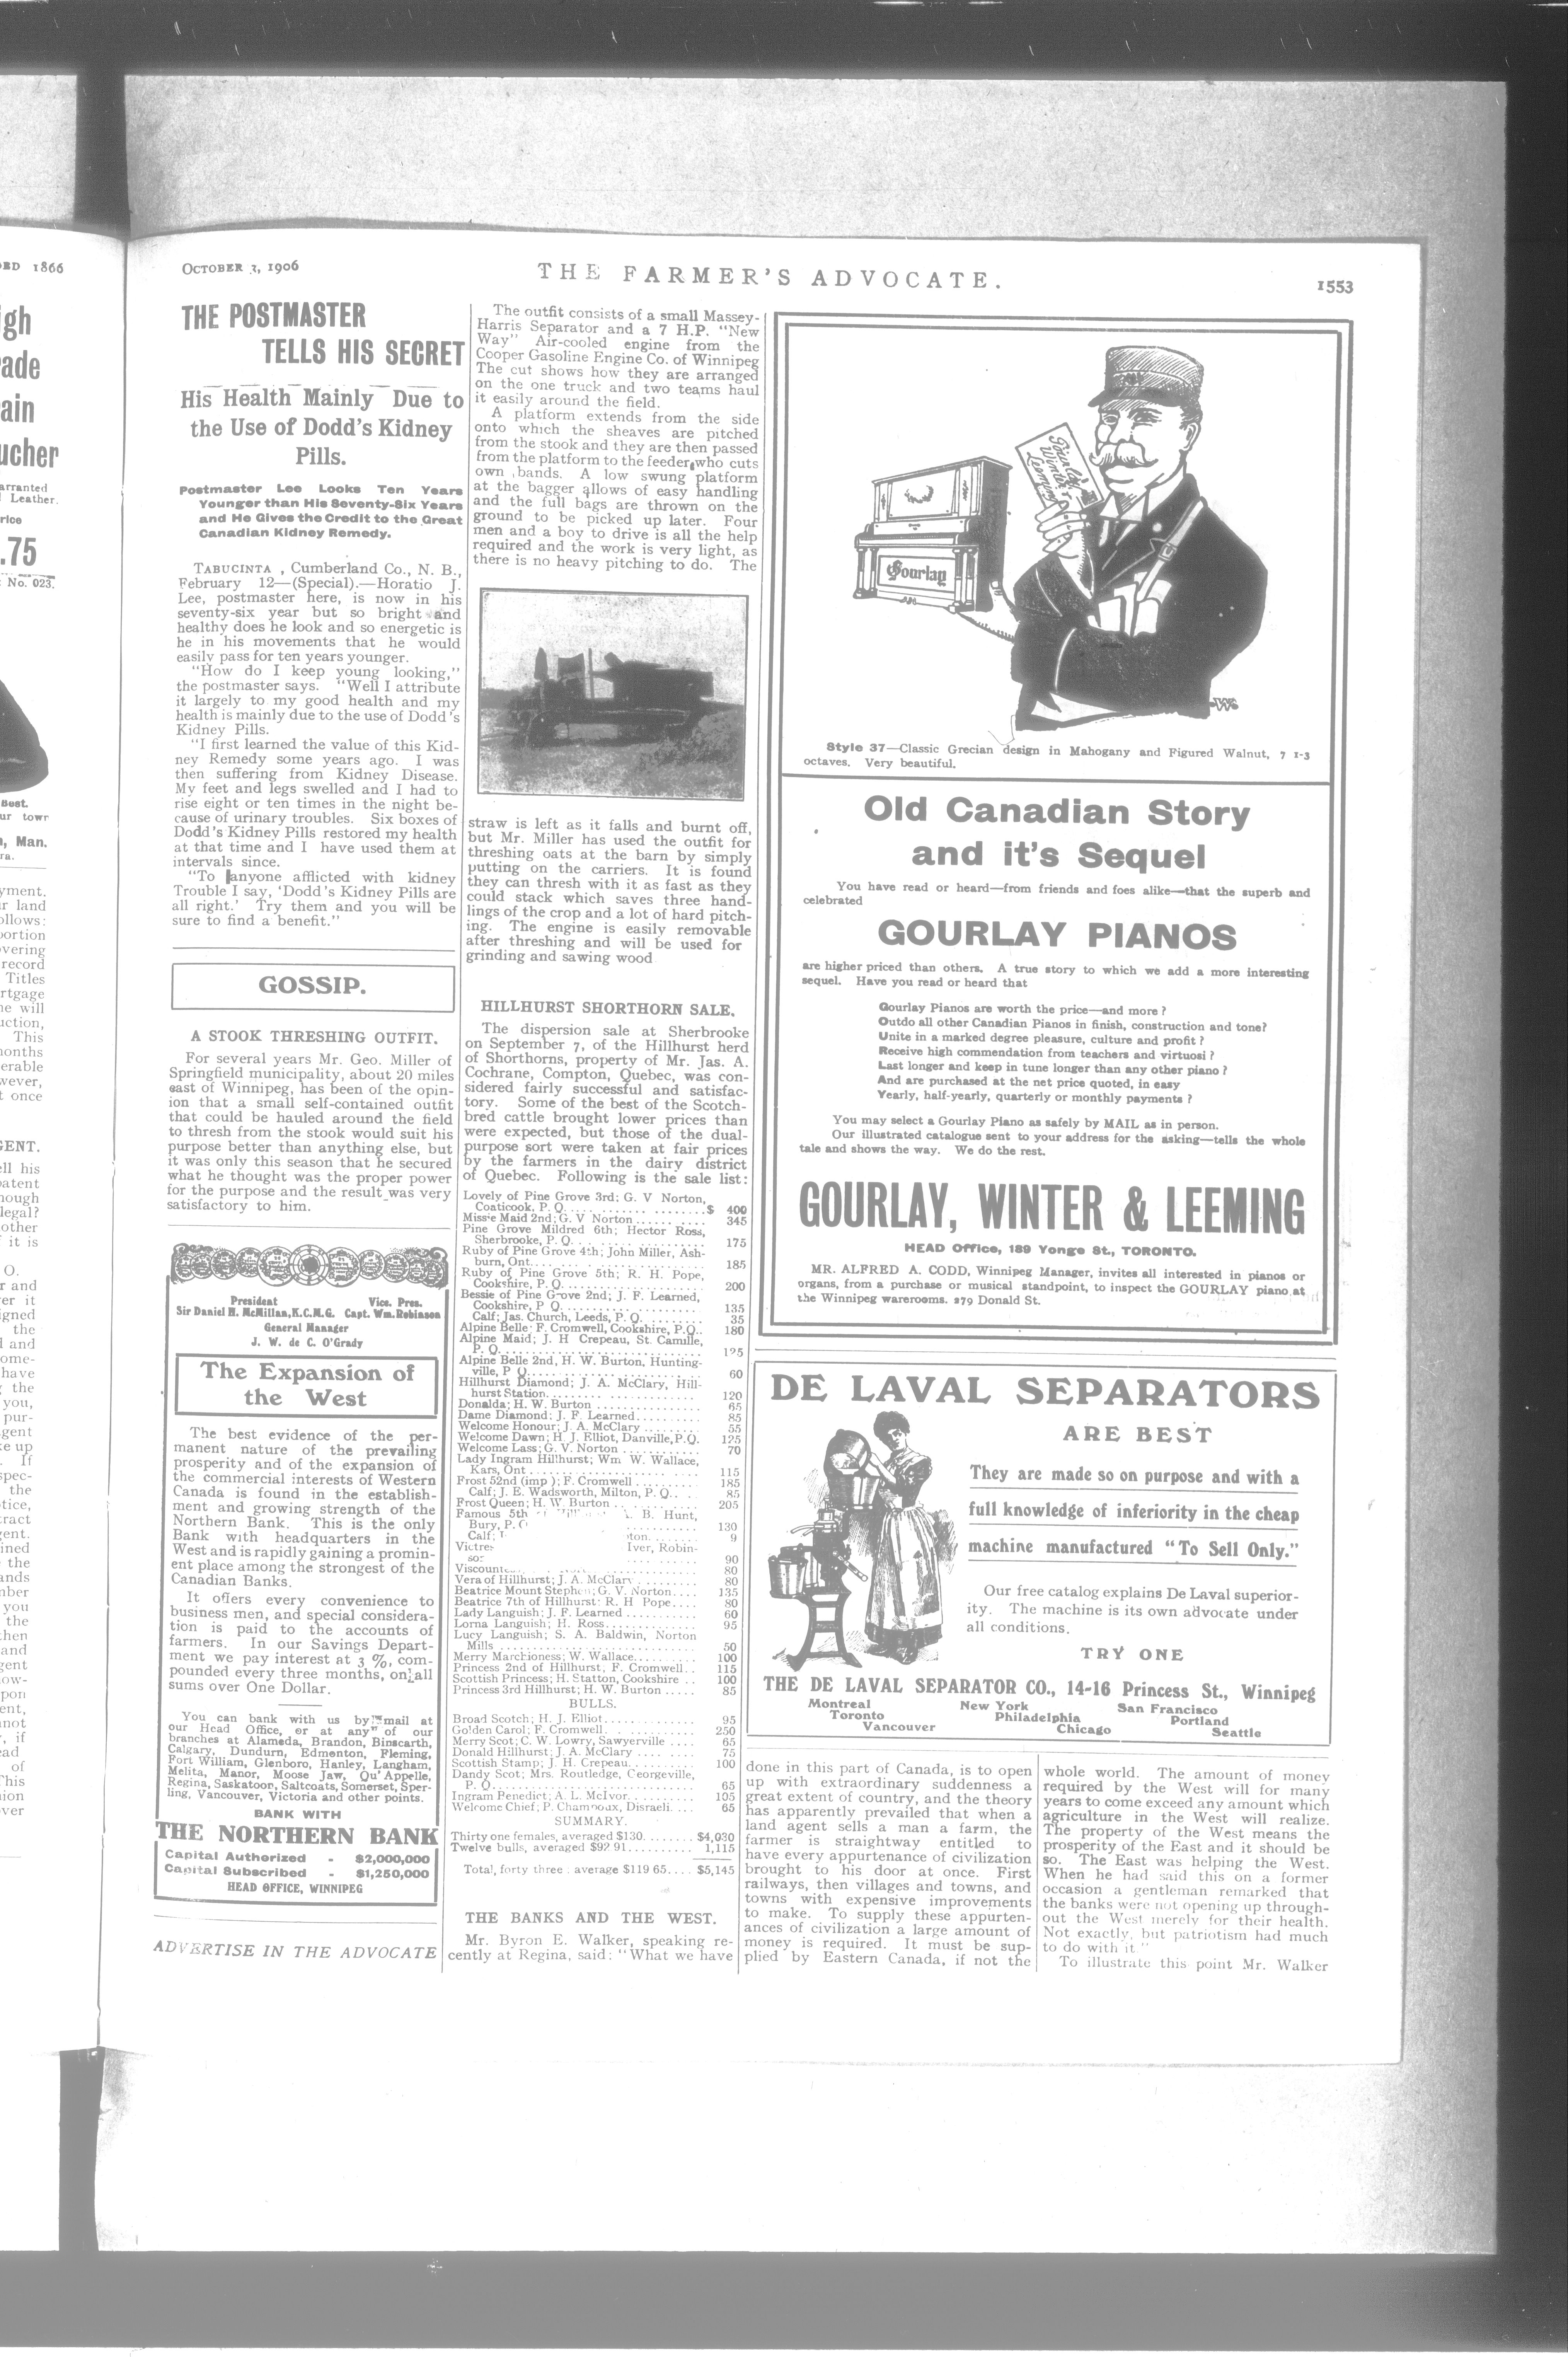 OCTOBER 3, 1906
THE FARMER'S ADVOCATE.
1553
THE POSTMASTER
TELLS HIS SECRET
His Health Mainly Due to
the Use of Dodd's Kidney
Pills.
Postmaster Lee Looks Ten Years
Younger than His Seventy-Six Years
and He Gives the Credit to the Great
Canadian Kidney Remedy.
TABUCINTA , Cumberland Co., N. B.,
February 12—(Special).—Horatio J.
Lee, postmaster here, is now in his
seventy-six year but so bright and
healthy does he look and so energetic is
he in his movements that he would
easily pass for ten years younger.
"How do I keep young looking,"
the postmaster says. "Well I attribute
it largely to my good health and my
health is mainly due to the use of Dodd's
Kidney Pills.
"I first learned the value of this Kid-
ney Remedy some years ago. I was
then suffering from Kidney Disease.
My feet and legs swelled and I had to
rise eight or ten times in the night be-
cause of urinary troubles. Six boxes of
Dodd's Kidney Pills restored my health
at that time and I have used them at
intervals since.
"To anyone afflicted with kidney
Trouble I say, 'Dodd's Kidney Pills are
all right.' Try them and you will be
sure to find a benefit."
GOSSIP.
A STOOK THRESHING OUTFIT.
For several years Mr. Geo. Miller of
Springfield municipality, about 20 miles
east of Winnipeg, has been of the opin-
ion that a small self-contained outfit
that could be hauled around the field
to thresh from the stook would suit his
purpose better than anything else, but
it was only this season that he secured
what he thought was the proper power
for the purpose and the result was very
satisfactory to him.
President Vice. Pres.
Sir Daniel H. McMillan, K.C.M.G. Capt. Wm. Robinson
General Manager
J. W. de C. O'Grady
The Expansion of
the West
The best evidence of the per-
manent nature of the prevailing
prosperity and of the expansion of
the commercial interests of Western
Canada is found in the establish-
ment and growing strength of the
Northern Bank. This is the only
Bank with headquarters in the
West and is rapidly gaining a promin-
ent place among the strongest of the
Canadian Banks.
It offers every convenience to
business men, and special considera-
tion is paid to the accounts of
farmers. In our Savings Depart-
ment we pay interest at 3 %, com-
pounded every three months, on all
sums over One Dollar.
You can bank with us by mail at
our Head Office, or at any of our
branches at Alameda, Brandon, Binscarth,
Calgary, Dundurn, Edmonton, Fleming,
Fort William, Glenboro, Hanley, Langham,
Melita, Manor, Moose Jaw, Qu'Appelle,
Regina, Saskatoon, Saltcoats, Somerset, Sper-
ling, Vancouver, Victoria and other points.
BANK WITH
THE NORTHERN BANK
Capital Authorized - $2,000,000
Capital Subscribed - $1,250,000
HEAD OFFICE, WINNIPEG
ADVERTISE IN THE ADVOCATE
The outfit consists of a small Massey-
Harris Separator and a 7 H.P. "New
Way" Air-cooled engine from the
Cooper Gasoline Engine Co. of Winnipeg
The cut shows how they are arranged
on the one truck and two teams haul
it easily around the field.
A platform extends from the side
onto which the sheaves are pitched
from the stook and they are then passed
from the platform to the feeder who cuts
own bands. A low swung platform
at the bagger allows of easy handling
and the full bags are thrown on the
ground to be picked up later. Four
men and a boy to drive is all the help
required and the work is very light, as
there is no heavy pitching to do. The
straw is left as it falls and burnt off,
but Mr. Miller has used the outfit for
threshing oats at the barn by simply
putting on the carriers. It is found
they can thresh with it as fast as they
could stack which saves three hand-
lings of the crop and a lot of hard pitch-
ing. The engine is easily removable
after threshing and will be used for
grinding and sawing wood
HILLHURST SHORTHORN SALE.
The dispersion sale at Sherbrooke
on September 7, of the Hillhurst herd
of Shorthorns, property of Mr. Jas. A.
Cochrane, Compton, Quebec, was con-
sidered fairly successful and satisfac-
tory. Some of the best of the Scotch-
bred cattle brought lower prices than
were expected, but those of the dual-
purpose sort were taken at fair prices
by the farmers in the dairy district
of Quebec. Following is the sale list:
Lovely of Pine Grove 3rd; G. V Norton,
Coaticook, P. Q. ........$ 400
Missie Maid 2nd; G. V Norton ...... 345
Pine Grove Mildred 6th; Hector Ross,
Sherbrooke, P. Q. ........ 175
Ruby of Pine Grove 4th; John Miller, Ash-
burn, Ont. ........ 185
Ruby of Pine Grove 5th; R. H. Pope,
Cookshire, P. Q. ........ 200
Bessie of Pine Grove 2nd; J. F. Learned,
Cookshire, P Q. ........ 135
Calf; Jas. Church, Leeds, P. Q. ........ 35
Alpine Belle; F. Cromwell, Cookshire, P.Q.. 180
Alpine Maid; J. H Crepeau, St. Camille,
P. Q. ........ 125
Alpine Belle 2nd, H. W. Burton, Hunting-
ville, P Q. ........ 60
Hillhurst Diamond; J. A. McClary, Hill-
hurst Station. ........ 120
Donalda; H. W. Burton ........ 65
Dame Diamond; J. F. Learned ........ 85
Welcome Honour; J. A. McClary ........ 55
Welcome Dawn; H. J. Elliot, Danville, P.Q. 125
Welcome Lass; G. V. Norton ........ 70
Lady Ingram Hillhurst; Wm W. Wallace,
Kars, Ont ........ 115
Frost 52nd (imp ); F. Cromwell ........ 185
Calf; J. E. Wadsworth, Milton, P. Q. .. 85
Frost Queen; H. W. Burton ........ 205
Famous 5th B. Hunt,
Bury, P. Q ........ 130
Calf; ton. ........ 9
Iver, Robin-
90
Viscount 80
Vera of Hillhurst; J. A. McClary ........ 80
Beatrice Mount Stephen; G. V. Norton .... 135
Beatrice 7th of Hillhurst; R. H Pope.... 80
Lady Languish; J. F. Learned ........ 60
Lorna Languish; H. Ross ........ 95
Lucy Languish; S. A. Baldwin, Norton
Mills ........ 50
Merry Marchioness; W. Wallace ........ 100
Princess 2nd of Hillhurst, F. Cromwell .. 115
Scottish Princess; H. Statton, Cookshire .. 100
Princess 3rd Hillhurst; H. W. Burton ..... 85
BULLS.
Broad Scotch; H. J. Elliot ........ 95
Golden Carol; F. Cromwell ........ 250
Merry Scot; C. W. Lowry, Sawyerville .... 65
Donald Hillhurst; J. A. McClary ........ 75
Scottish Stamp; J. H. Crepeau ........ 100
Dandy Scot; Mrs. Routledge, Georgeville,
P. Q. ........ 65
Ingram Penedict; A. L. McIvor ........ 105
Welcome Chief; P. Champoux, Disraeli .... 65
SUMMARY.
Thirty one females, averaged $130 ........ $4,030
Twelve bulls, averaged $92 91 ........ 1,115
Total, forty three . average $119 65 .... $5,145
THE BANKS AND THE WEST.
Mr. Byron E. Walker, speaking re-
cently at Regina, said: "What we have
Gourlay Winter & Leeming
Gourlay
Style 37—Classic Grecian design in Mahogany and Figured Walnut, 7 1-3
octaves. Very beautiful.
Old Canadian Story
and it's Sequel
You have read or heard—from friends and foes alike—that the superb and
celebrated
GOURLAY PIANOS
are higher priced than others. A true story to which we add a more interesting
sequel. Have you read or heard that
Gourlay Pianos are worth the price—and more ?
Outdo all other Canadian Pianos in finish, construction and tone?
Unite in a marked degree pleasure, culture and profit ?
Receive high commendation from teachers and virtuosi ?
Last longer and keep in tune longer than any other piano ?
And are purchased at the net price quoted, in easy
Yearly, half-yearly, quarterly or monthly payments ?
You may select a Gourlay Piano as safely by MAIL as in person.
Our illustrated catalogue sent to your address for the asking—tells the whole
tale and shows the way. We do the rest.
GOURLAY, WINTER & LEEMING
HEAD Office, 189 Yonge St., TORONTO.
MR. ALFRED A. CODD, Winnipeg Manager, invites all interested in pianos or
organs, from a purchase or musical standpoint, to inspect the GOURLAY piano at
the Winnipeg warerooms. 279 Donald St.
DE LAVAL SEPARATORS
ARE BEST
They are made so on purpose and with a
full knowledge of inferiority in the cheap
machine manufactured "To Sell Only."
Our free catalog explains De Laval superior-
ity. The machine is its own advocate under
all conditions.
TRY ONE
THE DE LAVAL SEPARATOR CO., 14-16 Princess St., Winnipeg
Montreal New York San Francisco
Toronto Philadelphia Portland
Vancouver Chicago Seattle
done in this part of Canada, is to open
up with extraordinary suddenness a
great extent of country, and the theory
has apparently prevailed that when a
land agent sells a man a farm, the
farmer is straightway entitled to
have every appurtenance of civilization
brought to his door at once. First
railways, then villages and towns, and
towns with expensive improvements
to make. To supply these appurten-
ances of civilization a large amount of
money is required. It must be sup-
plied by Eastern Canada, if not the
whole world. The amount of money
required by the West will for many
years to come exceed any amount which
agriculture in the West will realize.
The property of the West means the
prosperity of the East and it should be
so. The East was helping the West.
When he had said this on a former
occasion a gentleman remarked that
the banks were not opening up through-
out the West merely for their health.
Not exactly, but patriotism had much
to do with it."
To illustrate this point Mr. Walker